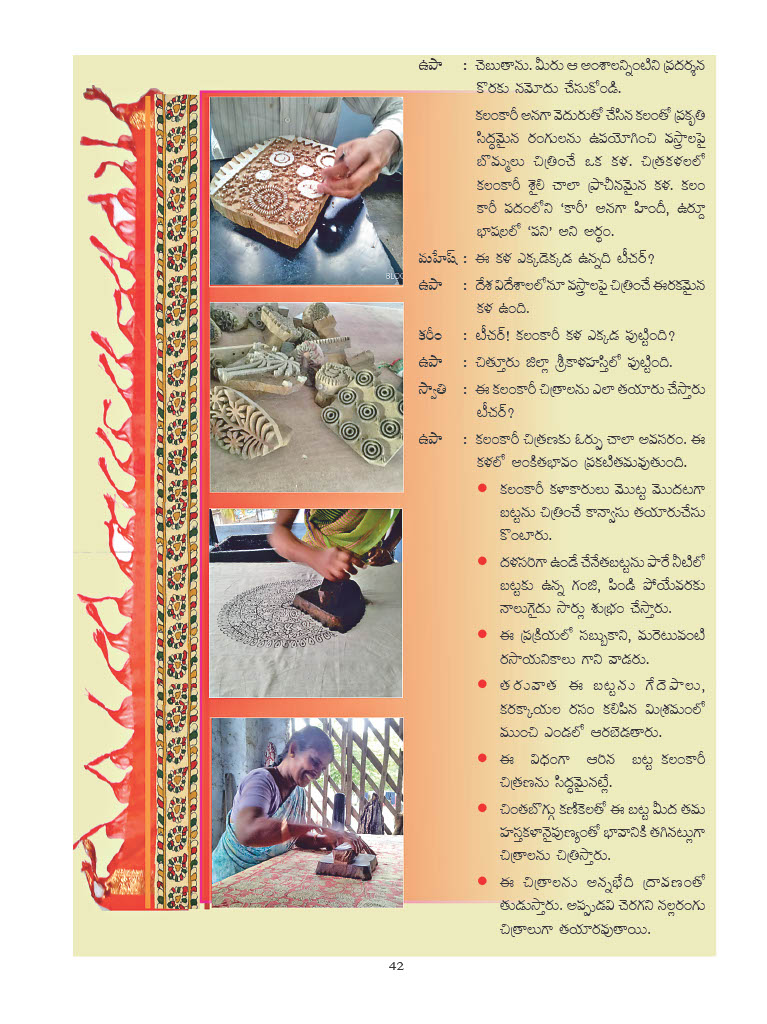 ఉపా : చెబుతాను. మీరు ఆ అంశాలన్నింటిని ప్రదర్శన
కొరకు నమోదు చేసుకోండి.
కలంకారీ అనగా వెదురుతో చేసిన కలంతో ప్రకృతి
సిద్ధమైన రంగులను ఉపయోగించి వస్త్రాలపై
బొమ్మలు చిత్రించే ఒక కళ. చిత్రకళలలో
కలంకారీ శైలి చాలా ప్రాచీనమైన కళ. కలం
కారీ పదంలోని ‘కారీ’ అనగా హిందీ, ఉర్దూ
భాషలలో ‘పని’ అని అర్థం.
మహేష్ : ఈ కళ ఎక్కడెక్కడ ఉన్నది టీచర్?
ఉపా : దేశ విదేశాలలోనూ వస్త్రాలపై చిత్రించే ఈరకమైన
కళ ఉంది.
కరీం : టీచర్! కలంకారీ కళ ఎక్కడ పుట్టింది?
ఉపా : చిత్తూరు జిల్లా శ్రీకాళహస్తిలో పుట్టింది.
స్వాతి : ఈ కలంకారీ చిత్రాలను ఎలా తయారు చేస్తారు
టీచర్?
ఉపా : కలంకారీ చిత్రణకు ఓర్పు చాలా అవసరం. ఈ
కళలో అంకితభావం ప్రకటితమవుతుంది.
• కలంకారీ కళాకారులు మొట్ట మొదటగా
బట్టను చిత్రించే కాన్వాసు తయారుచేసు
కొంటారు.
• దళసరిగా ఉండే చేనేతబట్టను పారే నీటిలో
బట్టకు ఉన్న గంజి, పిండి పోయేవరకు
నాలుగైదు సార్లు శుభ్రం చేస్తారు.
• ఈ ప్రక్రియలో సబ్బుకాని, మరెటువంటి
రసాయనికాలు గాని వాడరు.
• తరువాత ఈ బట్టను గేదెపాలు,
కరక్కాయల రసం కలిపిన మిశ్రమంలో
ముంచి ఎండలో ఆరబెడతారు.
• ఈ విధంగా ఆరిన బట్ట కలంకారీ
చిత్రణను సిద్ధమైనట్లే.
• చింతబొగ్గు కణికెలతో ఈ బట్ట మీద తమ
హస్తకళానైపుణ్యంతో భావానికి తగినట్లుగా
చిత్రాలను చిత్రిస్తారు.
• ఈ చిత్రాలను అన్నభేది ద్రావణంతో
తుడుస్తారు. అప్పుడవి చెరగని నల్లరంగు
చిత్రాలుగా తయారవుతాయి.
BLOG
42